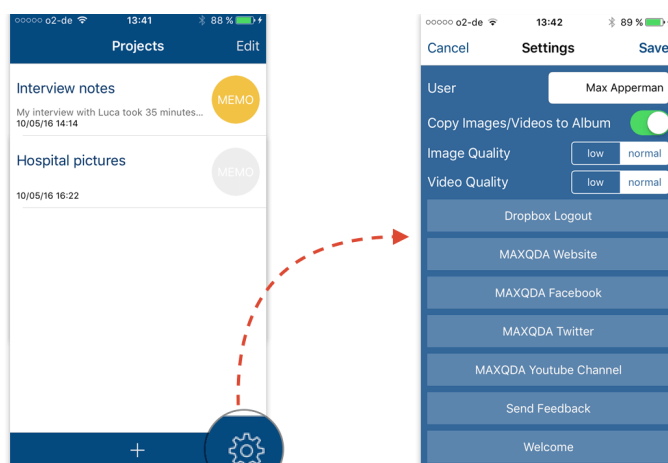 ooooo o2-de 13:41 88 %
Projects Edit
Interview notes
MEMO
My interview with Luca took 35 minutes...
10/05/16 14:14
Hospital pictures
MEMO
10/05/16 16:22
+
ooooo o2-de 13:42 89 %
Cancel Settings Save
User Max Apperman
Copy Images/Videos to Album
Image Quality low normal
Video Quality low normal
Dropbox Logout
MAXQDA Website
MAXQDA Facebook
MAXQDA Twitter
MAXQDA Youtube Channel
Send Feedback
Welcome